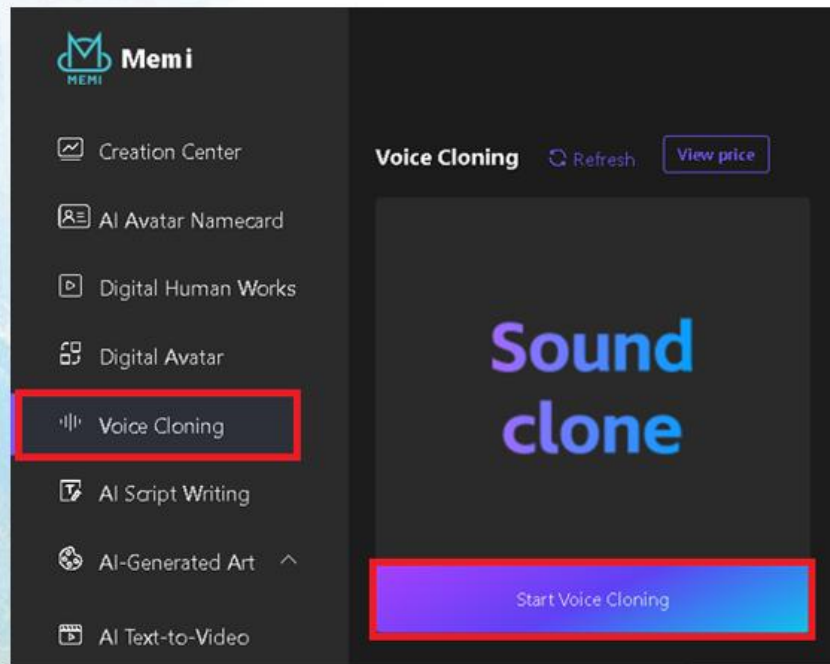 Memi
MEMI
Creation Center
AI Avatar Namecard
Digital Human Works
Digital Avatar
Voice Cloning
AI Script Writing
AI-Generated Art
AI Text-to-Video
Voice Cloning Refresh View price
Sound
clone
Start Voice Cloning